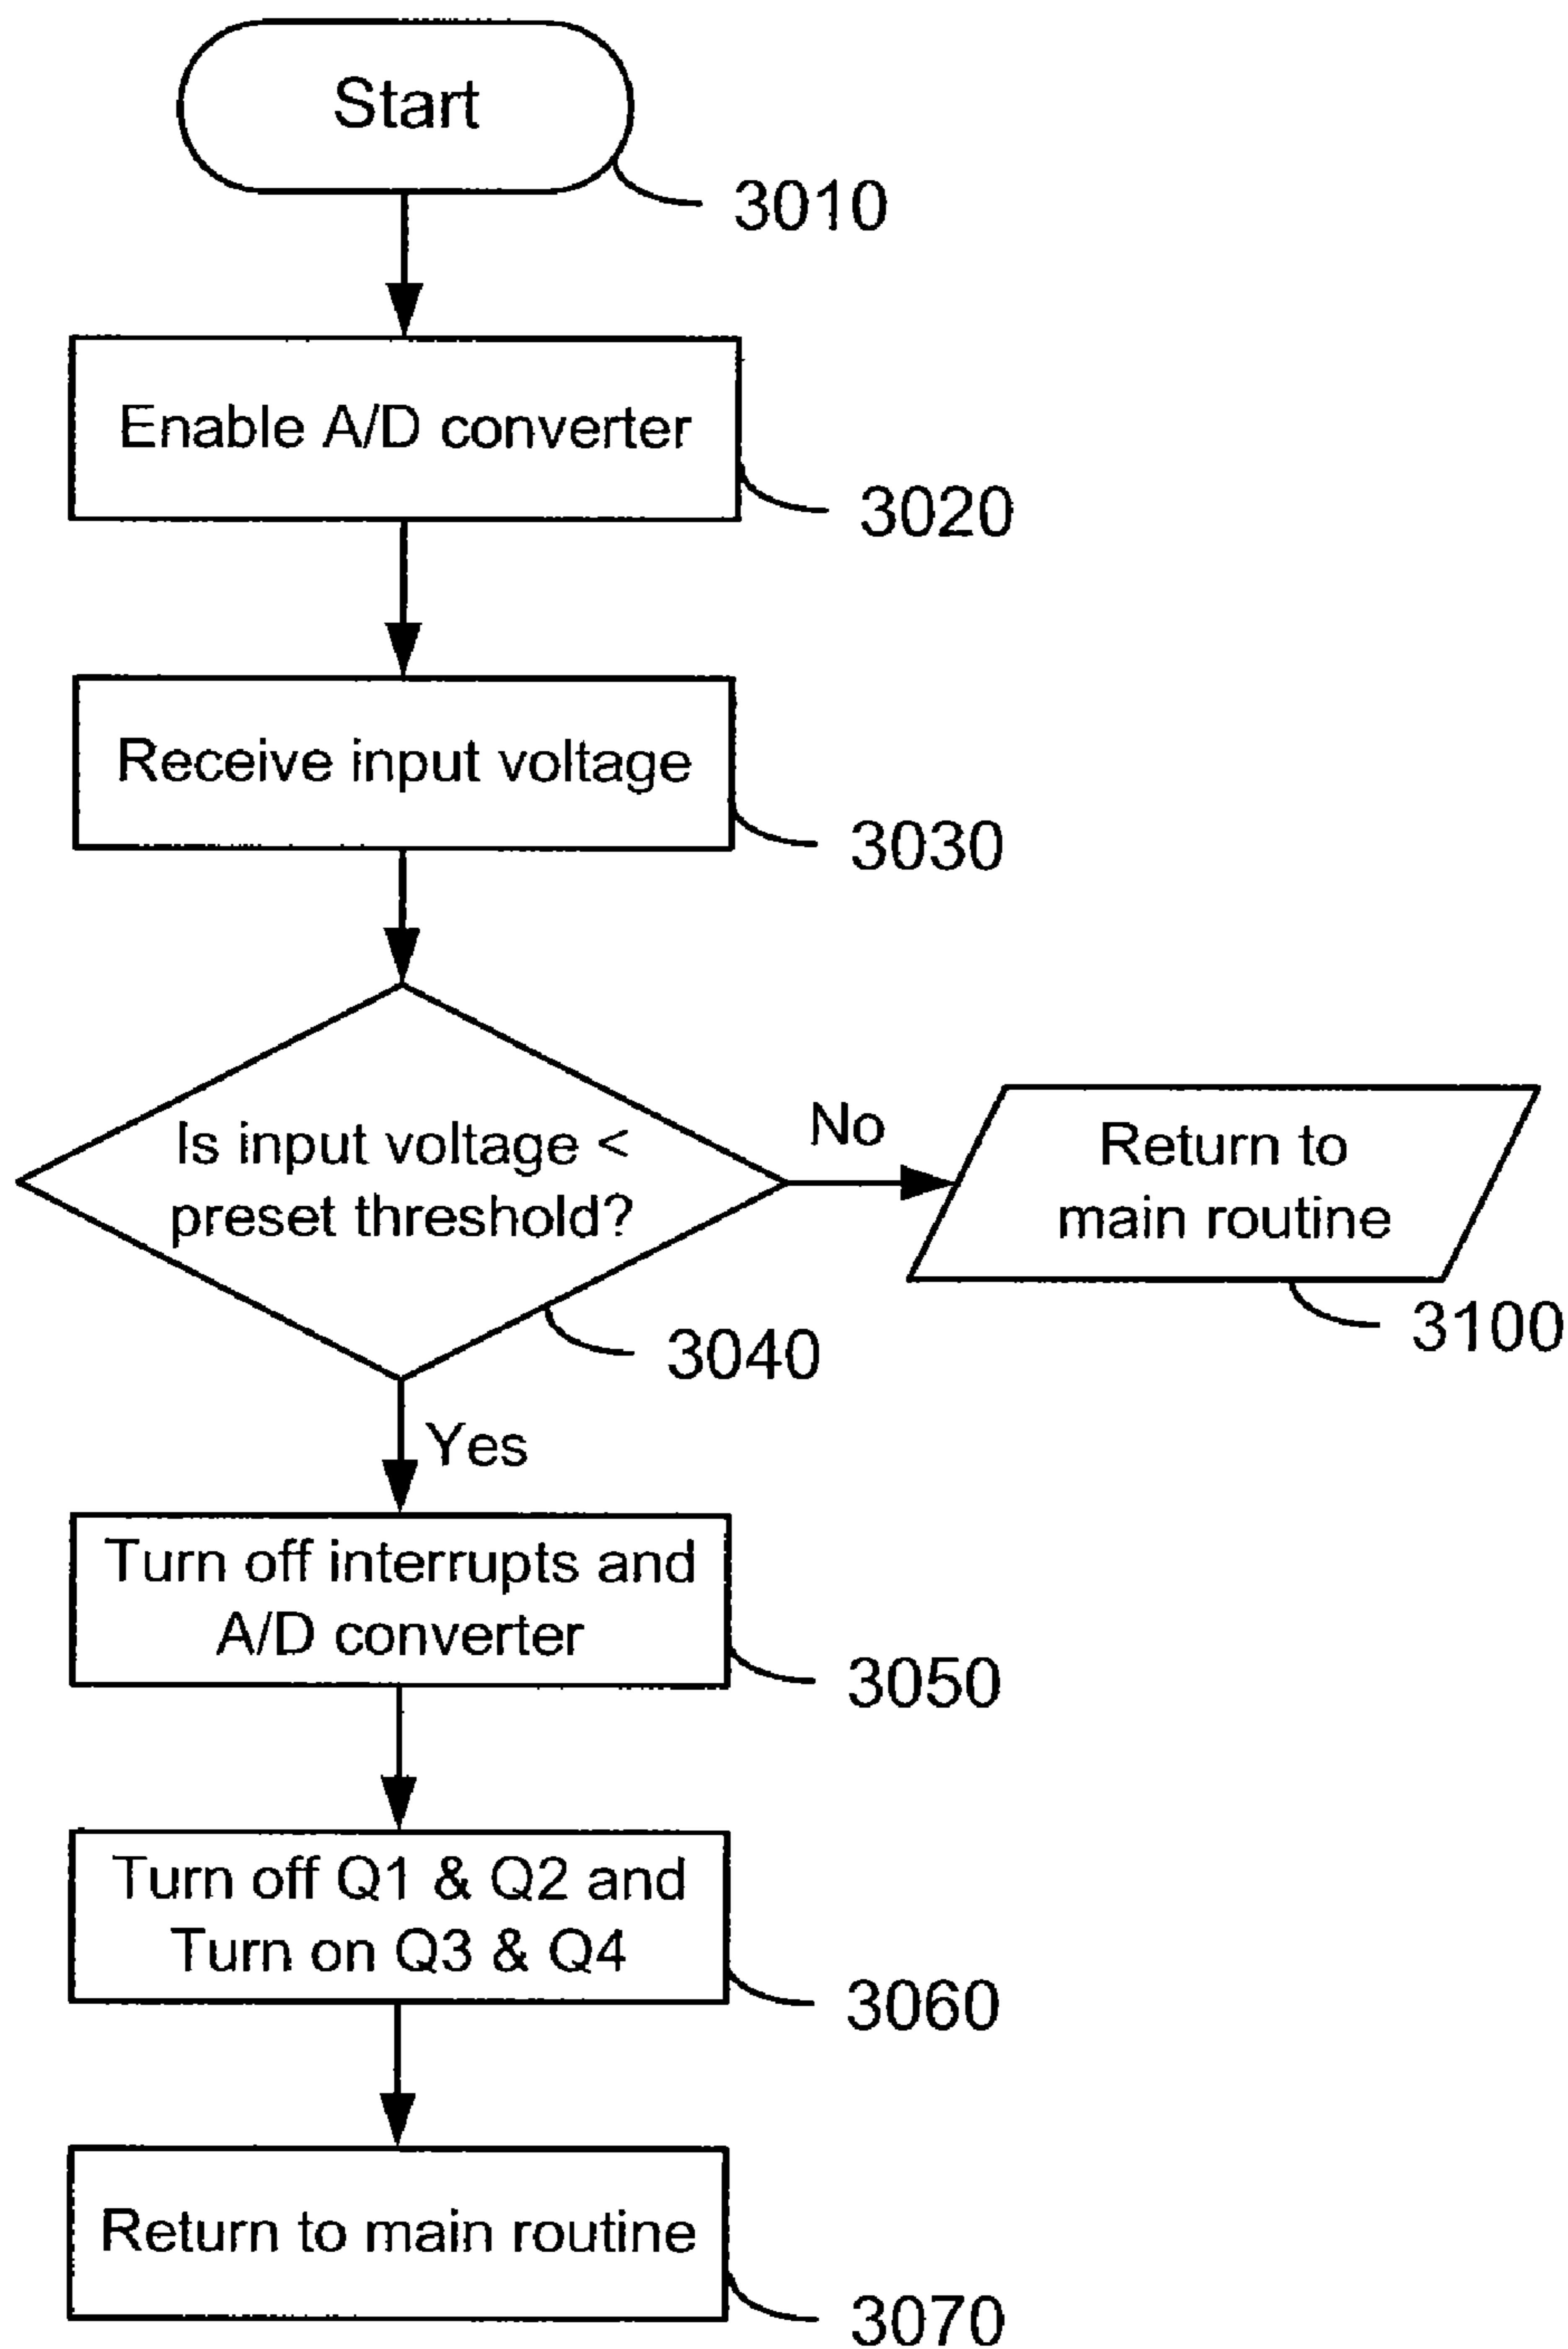 Start
3010
Enable A/D converter
3020
Receive input voltage
3030
Is input voltage <
preset threshold?
3040
No
Return to
main routine
3100
Yes
Turn off interrupts and
A/D converter
3050
Turn off Q1 & Q2 and
Turn on Q3 & Q4
3060
Return to main routine
3070